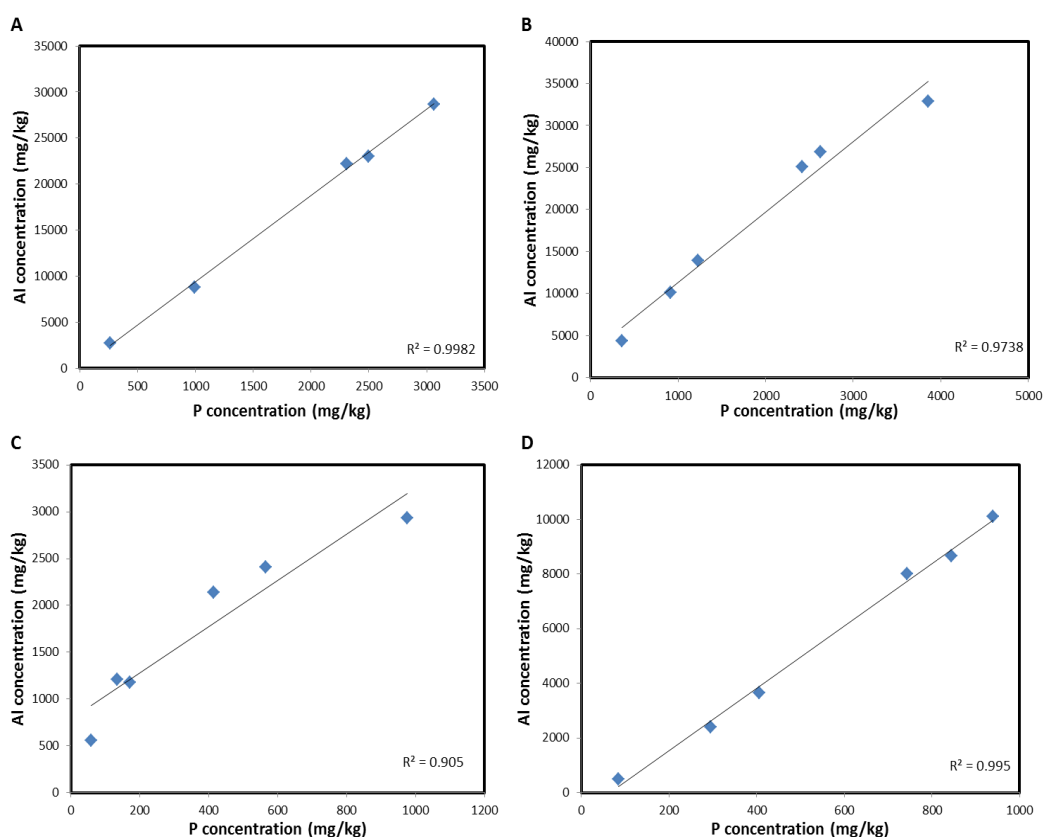 A
35000
30000
25000
20000
15000
10000
5000
0
Al concentration (mg/kg)
R² = 0.9982
0 500 1000 1500 2000 2500 3000 3500
P concentration (mg/kg)
B
40000
35000
30000
25000
20000
15000
10000
5000
0
Al concentration (mg/kg)
R² = 0.9738
0 1000 2000 3000 4000 5000
P concentration (mg/kg)
C
3500
3000
2500
2000
1500
1000
500
0
Al concentration (mg/kg)
R² = 0.905
0 200 400 600 800 1000 1200
P concentration (mg/kg)
D
12000
10000
8000
6000
4000
2000
0
Al concentration (mg/kg)
R² = 0.995
0 200 400 600 800 1000
P concentration (mg/kg)